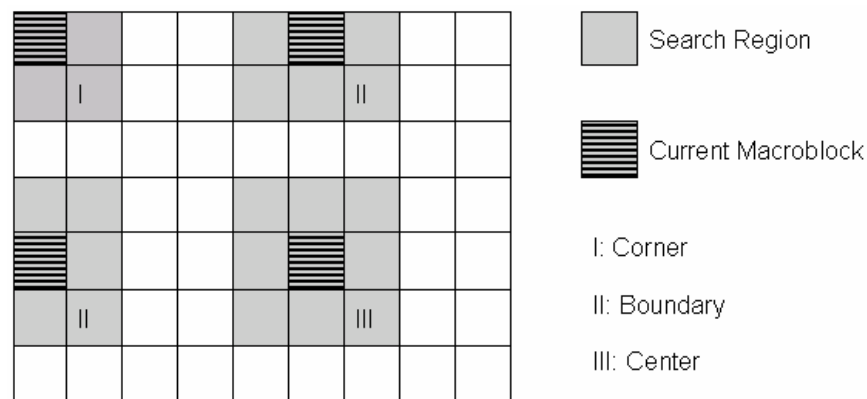 Search Region
I
II
Current Macroblock
I: Corner
II
III
II: Boundary
III: Center